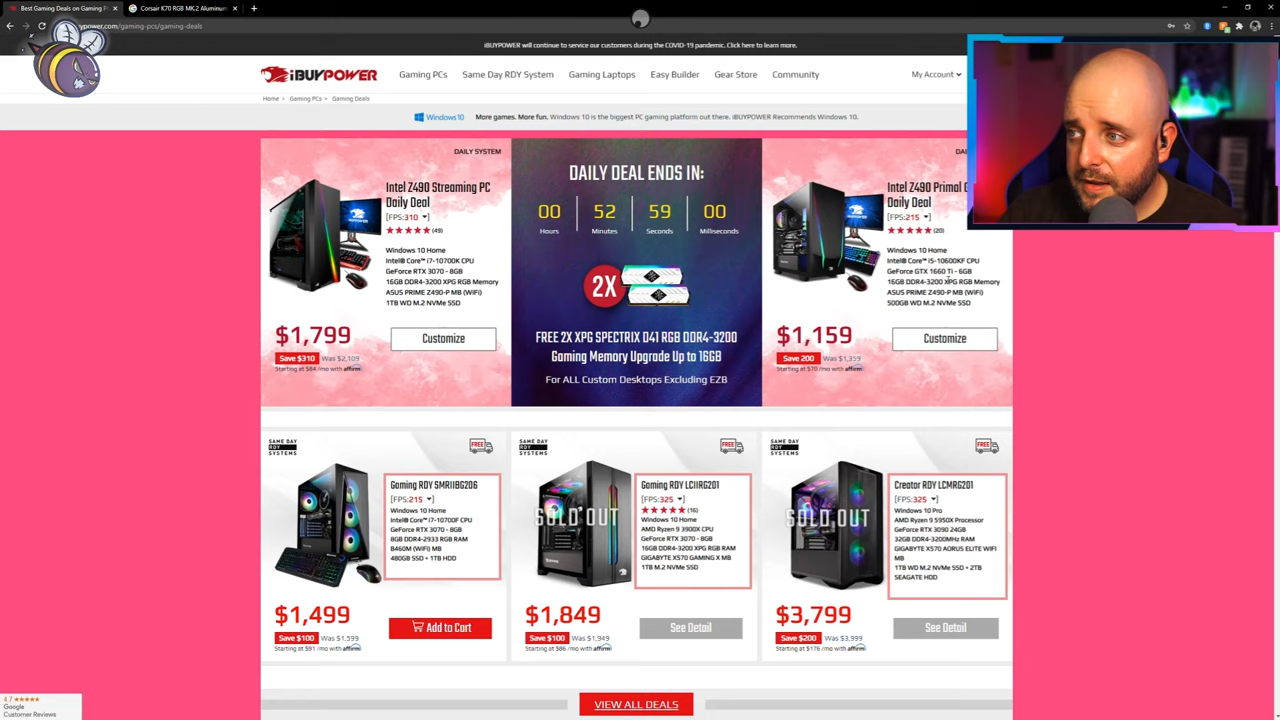 Best Gaming Deals on Gaming P
Corsair K70 RGB MK.2 Aluminum
ypower.com/gaming-pcs/gaming-deals
iBUYPOWER will continue to service our customers during the COVID-19 pandemic. Click here to learn more.
iBUYPOWER
Gaming PCs
Same Day RDY System
Gaming Laptops
Easy Builder
Gear Store
Community
My Account
Home > Gaming PCs > Gaming Deals
Windows10
More games. More fun. Windows 10 is the biggest PC gaming platform out there. iBUYPOWER Recommends Windows 10.
DAILY SYSTEM
Intel Z490 Streaming PC
Daily Deal
[FPS:310 ]
(49)
Windows 10 Home
Intel® Core™ i7-10700K CPU
GeForce RTX 3070 - 8GB
16GB DDR4-3200 XPG RGB Memory
ASUS PRIME Z490-P MB (WiFi)
1TB WD M.2 NVMe SSD
$1,799
Customize
Save $310 Was $2,109
Starting at $84 /mo with affirm
DAILY DEAL ENDS IN:
00 52 59 00
Hours Minutes Seconds Milliseconds
2X
FREE 2X XPG SPECTRIX D41 RGB DDR4-3200
Gaming Memory Upgrade Up to 16GB
For ALL Custom Desktops Excluding EZB
DAI
Intel Z490 Primal G
Daily Deal
[FPS:215 ]
(20)
Windows 10 Home
Intel® Core™ i5-10600KF CPU
GeForce GTX 1660 Ti - 6GB
16GB DDR4-3200 XPG RGB Memory
ASUS PRIME Z490-P MB (WiFi)
500GB WD M.2 NVMe SSD
$1,159
Customize
Save 200 Was $1,359
Starting at $70 /mo with affirm
SAME DAY
RDY
SYSTEMS
FREE
Gaming RDY SMRIIBG206
[FPS:215 ]
Windows 10 Home
Intel® Core™ i7-10700F CPU
GeForce RTX 3070 - 8GB
8GB DDR4-2933 RGB RAM
B460M (WiFi) MB
480GB SSD + 1TB HDD
$1,499
Add to Cart
Save $100 Was $1,599
Starting at $91 /mo with affirm
SAME DAY
RDY
SYSTEMS
FREE
SOLD OUT
Gaming RDY LCIIRG201
[FPS:325 ]
(16)
Windows 10 Home
AMD Ryzen 9 3900X CPU
GeForce RTX 3070 - 8GB
16GB DDR4-3200 XPG RGB RAM
GIGABYTE X570 GAMING X MB
1TB M.2 NVMe SSD
$1,849
See Detail
Save $100 Was $1,949
Starting at $86 /mo with affirm
SAME DAY
RDY
SYSTEMS
FREE
SOLD OUT
Creator RDY LCMRG201
[FPS:325 ]
Windows 10 Pro
AMD Ryzen 9 5950X Processor
GeForce RTX 3090 24GB
32GB DDR4-3200MHz RAM
GIGABYTE X570 AORUS ELITE WIFI
MB
1TB WD M.2 NVMe SSD + 2TB
SEAGATE HDD
$3,799
See Detail
Save $200 Was $3,999
Starting at $176 /mo with affirm
VIEW ALL DEALS
4.7
Google
Customer Reviews